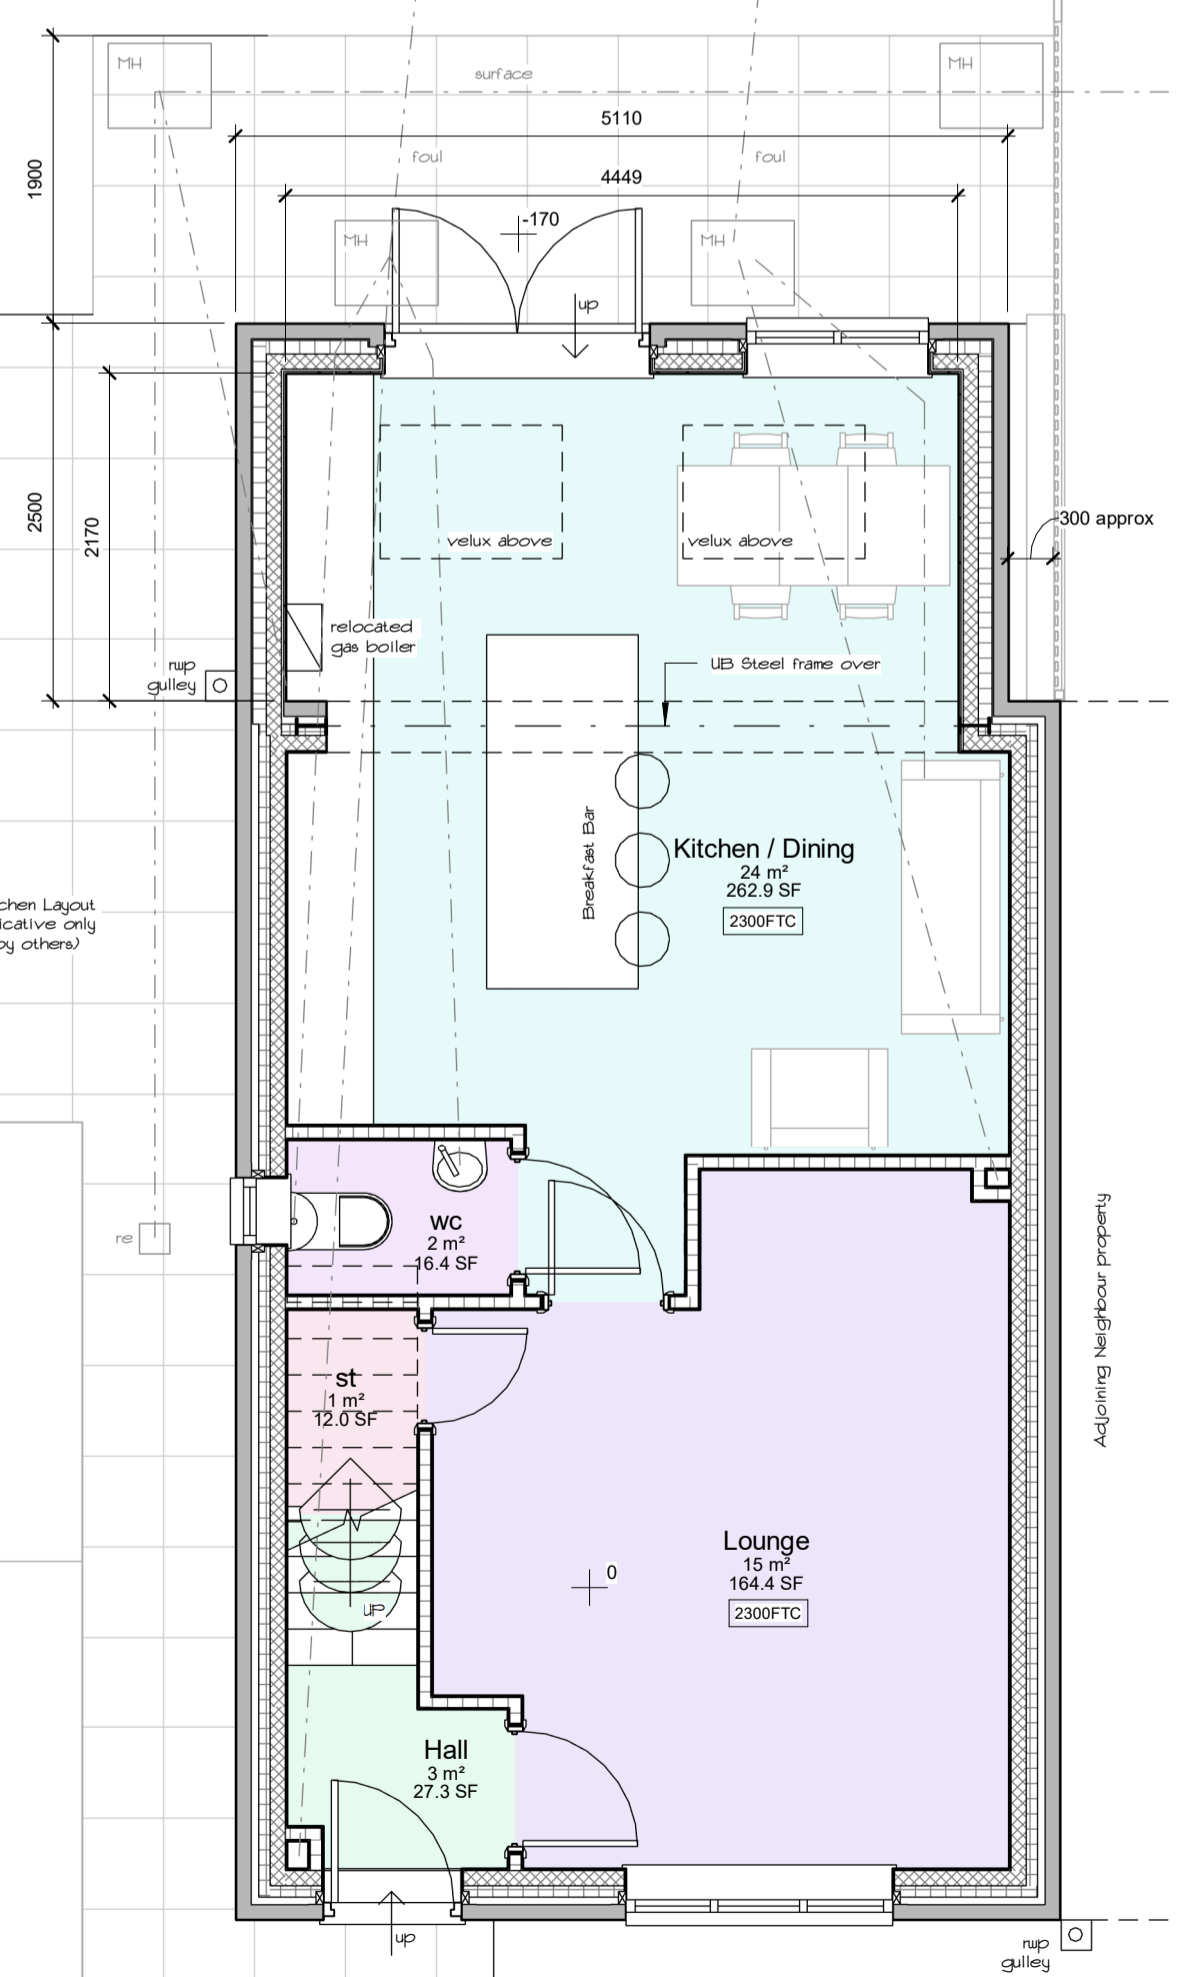 MH
MH
surface
5110
foul
foul
4449
1900
-170
MH
MH
up
2500
2170
300 approx
velux above
velux above
relocated
gas boiler
UB Steel frame over
rwp
gulley
Breakfast Bar
Kitchen / Dining
24 m²
262.9 SF
2300FTC
chen Layout
icative only
by others)
wc
2 m²
16.4 SF
re
Adjoining Neighbour property
st
1 m²
12.0 SF
Lounge
15 m²
164.4 SF
2300FTC
0
UP
Hall
3 m²
27.3 SF
up
rwp
gulley